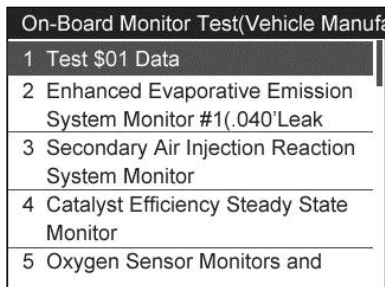 On-Board Monitor Test(Vehicle Manufa
1 Test $01 Data
2 Enhanced Evaporative Emission
System Monitor #1(.040'Leak
3 Secondary Air Injection Reaction
System Monitor
4 Catalyst Efficiency Steady State
Monitor
5 Oxygen Sensor Monitors and